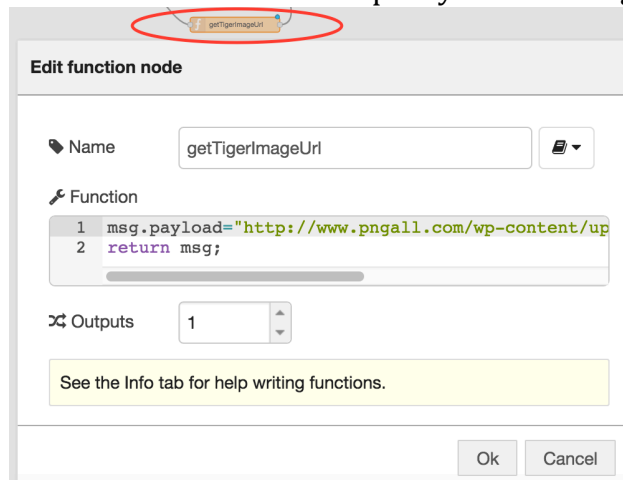 getTigerImageUrl
Edit function node
Name
getTigerImageUrl
Function
1 msg.payload="http://www.pngall.com/wp-content/up
2 return msg;
Outputs
1
See the Info tab for help writing functions.
Ok Cancel